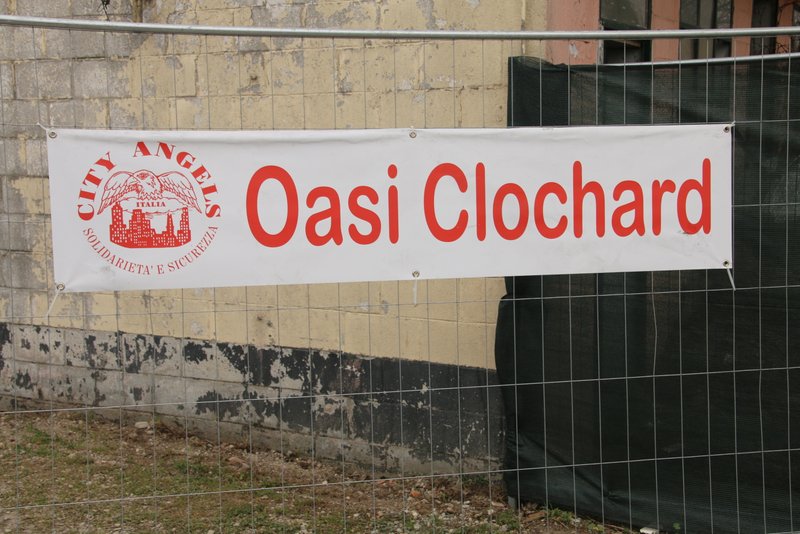 CITY ANGELS
ITALIA
SOLIDARIETA' E SICUREZZA
Oasi Clochard